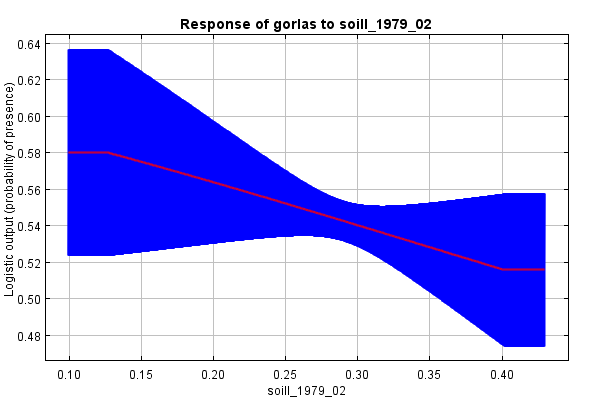 Response of gorlas to soill_1979_02
Logistic output (probability of presence)
0.64
0.62
0.60
0.58
0.56
0.54
0.52
0.50
0.48
0.10 0.15 0.20 0.25 0.30 0.35 0.40
soill_1979_02